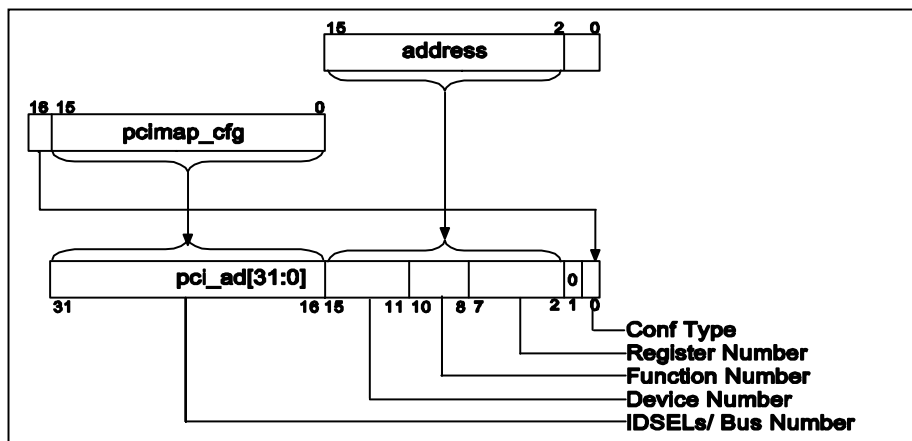 15 2 0
address
16 15 0
pcimap_cfg
pci_ad[31:0] 0
31 16 15 11 10 8 7 2 1 0
Conf Type
Register Number
Function Number
Device Number
IDSELs/ Bus Number